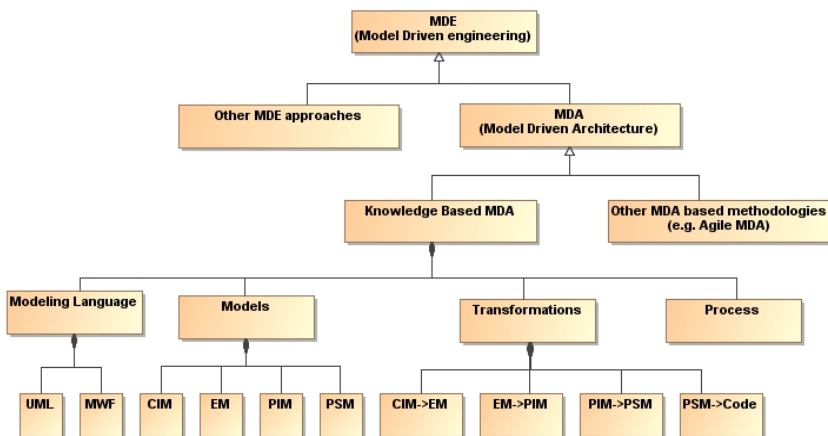 MDE
(Model Driven engineering)
Other MDE approaches
MDA
(Model Driven Architecture)
Knowledge Based MDA
Other MDA based methodologies
(e.g. Agile MDA)
Modeling Language
Models
Transformations
Process
UML
MWF
CIM
EM
PIM
PSM
CIM->EM
EM->PIM
PIM->PSM
PSM->Code